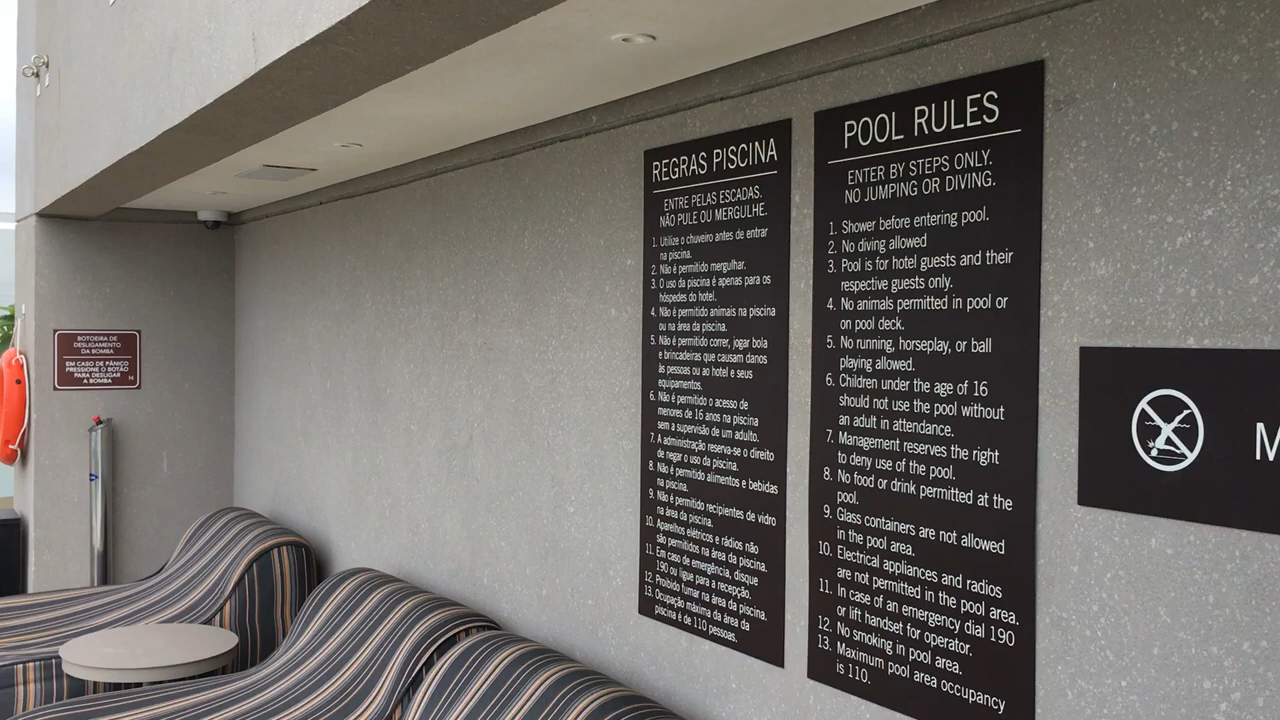 BOTOEIRA DE
DESLIGAMENTO
DA BOMBA
EM CASO DE PÂNICO
PRESSIONE O BOTÃO
PARA DESLIGAR
A BOMBA
REGRAS PISCINA
ENTRE PELAS ESCADAS.
NÃO PULE OU MERGULHE.
1. Utilize o chuveiro antes de entrar
na piscina.
2. Não é permitido mergulhar.
3. O uso da piscina é apenas para os
hóspedes do hotel.
4. Não é permitido animais na piscina
ou na área da piscina.
5. Não é permitido correr, jogar bola
e brincadeiras que causam danos
às pessoas ou ao hotel e seus
equipamentos.
6. Não é permitido o acesso de
menores de 16 anos na piscina
sem a supervisão de um adulto.
7. A administração reserva-se o direito
de negar o uso da piscina.
8. Não é permitido alimentos e bebidas
na piscina.
9. Não é permitido recipientes de vidro
na área da piscina.
10. Aparelhos elétricos e rádios não
são permitidos na área da piscina.
11. Em caso de emergência, disque
190 ou ligue para a recepção.
12. Proibido fumar na área da piscina.
13. Ocupação máxima da área da
piscina é de 110 pessoas.
POOL RULES
ENTER BY STEPS ONLY.
NO JUMPING OR DIVING.
1. Shower before entering pool.
2. No diving allowed
3. Pool is for hotel guests and their
respective guests only.
4. No animals permitted in pool or
on pool deck.
5. No running, horseplay, or ball
playing allowed.
6. Children under the age of 16
should not use the pool without
an adult in attendance.
7. Management reserves the right
to deny use of the pool.
8. No food or drink permitted at the
pool.
9. Glass containers are not allowed
in the pool area.
10. Electrical appliances and radios
are not permitted in the pool area.
11. In case of an emergency dial 190
or lift handset for operator.
12. No smoking in pool area.
13. Maximum pool area occupancy
is 110.
M